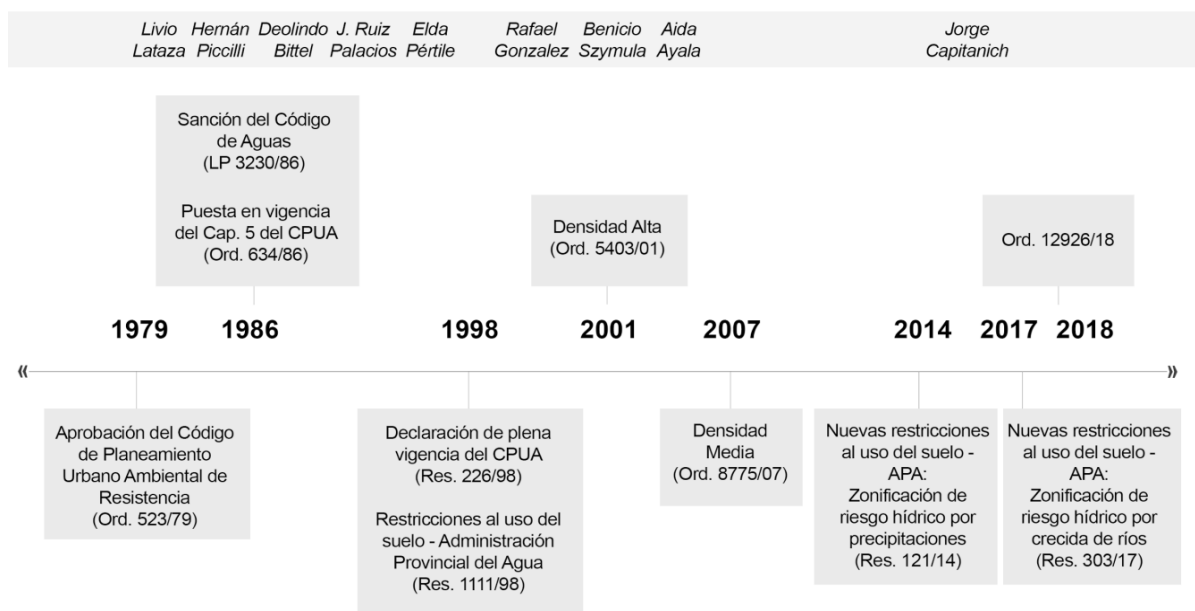 Livio Lataza
Hernán Piccilli
Deolindo Bittel
J. Ruiz Palacios
Elda Pértile
Rafael Gonzalez
Benicio Szymula
Aida Ayala
Jorge Capitanich
Sanción del Código
de Aguas
(LP 3230/86)
Puesta en vigencia
del Cap. 5 del CPUA
(Ord. 634/86)
Densidad Alta
(Ord. 5403/01)
Ord. 12926/18
1979 1986 1998 2001 2007 2014 2017 2018
Aprobación del Código
de Planeamiento
Urbano Ambiental de
Resistencia
(Ord. 523/79)
Declaración de plena
vigencia del CPUA
(Res. 226/98)
Restricciones al uso del
suelo - Administración
Provincial del Agua
(Res. 1111/98)
Densidad
Media
(Ord. 8775/07)
Nuevas restricciones
al uso del suelo -
APA:
Zonificación de
riesgo hídrico por
precipitaciones
(Res. 121/14)
Nuevas restricciones
al uso del suelo -
APA:
Zonificación de
riesgo hídrico por
crecida de ríos
(Res. 303/17)